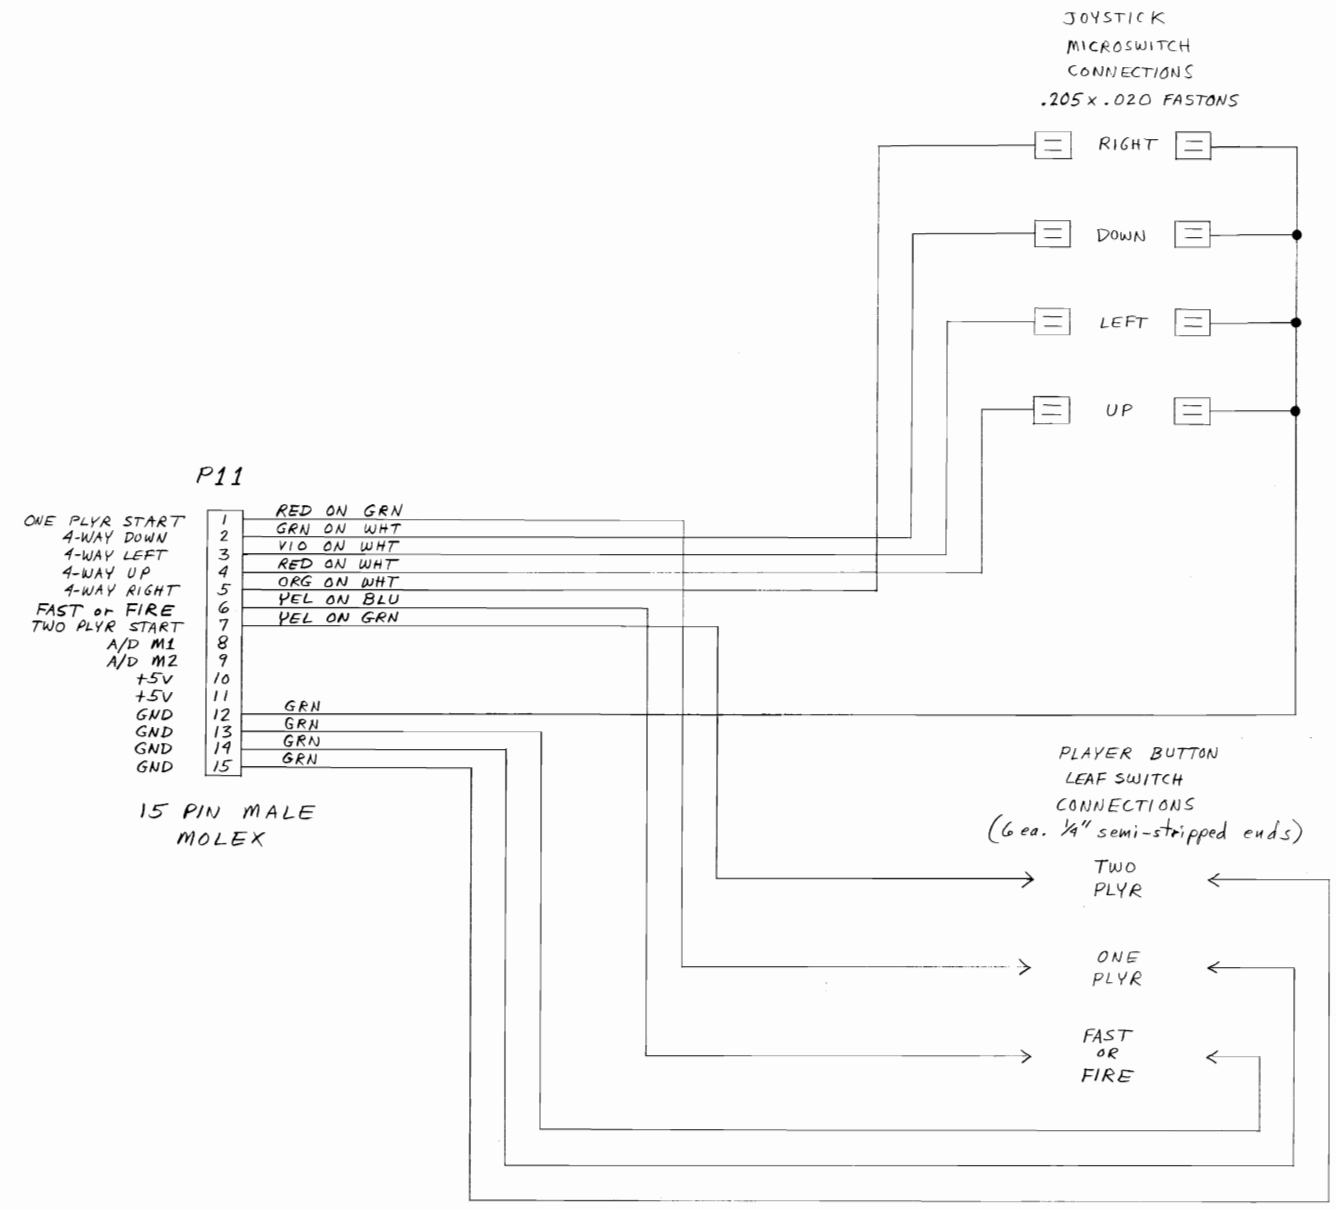 JOYSTICK
MICROSWITCH
CONNECTIONS
.205 x .020 FASTONS
RIGHT
DOWN
LEFT
UP
P11
ONE PLYR START 1 RED ON GRN
4-WAY DOWN 2 GRN ON WHT
4-WAY LEFT 3 VIO ON WHT
4-WAY UP 4 RED ON WHT
4-WAY RIGHT 5 ORG ON WHT
FAST or FIRE 6 YEL ON BLU
TWO PLYR START 7 YEL ON GRN
A/D M1 8
A/D M2 9
+5V 10
+5V 11
GND 12 GRN
GND 13 GRN
GND 14 GRN
GND 15 GRN
15 PIN MALE
MOLEX
PLAYER BUTTON
LEAF SWITCH
CONNECTIONS
(6 ea. 1/4" semi-stripped ends)
TWO
PLYR
ONE
PLYR
FAST
OR
FIRE